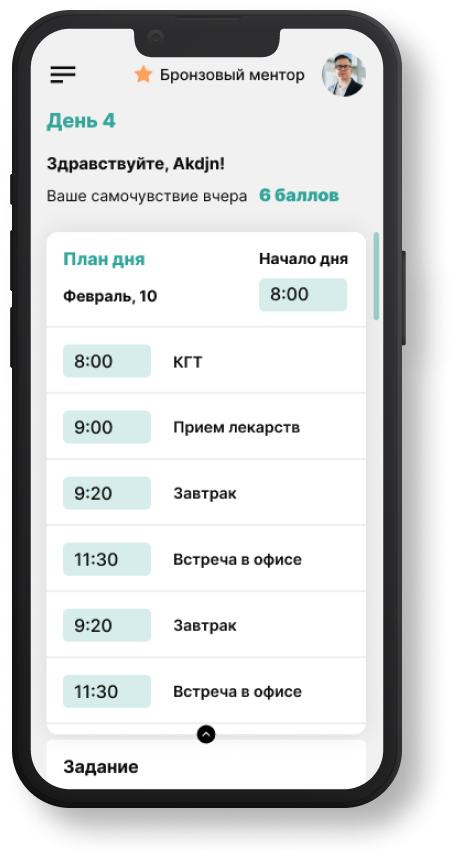 Бронзовый ментор
День 4
Здравствуйте, Akdjn!
Ваше самочувствие вчера 6 баллов
План дня Начало дня
Февраль, 10 8:00
8:00 КГТ
9:00 Прием лекарств
9:20 Завтрак
11:30 Встреча в офисе
9:20 Завтрак
11:30 Встреча в офисе
Задание